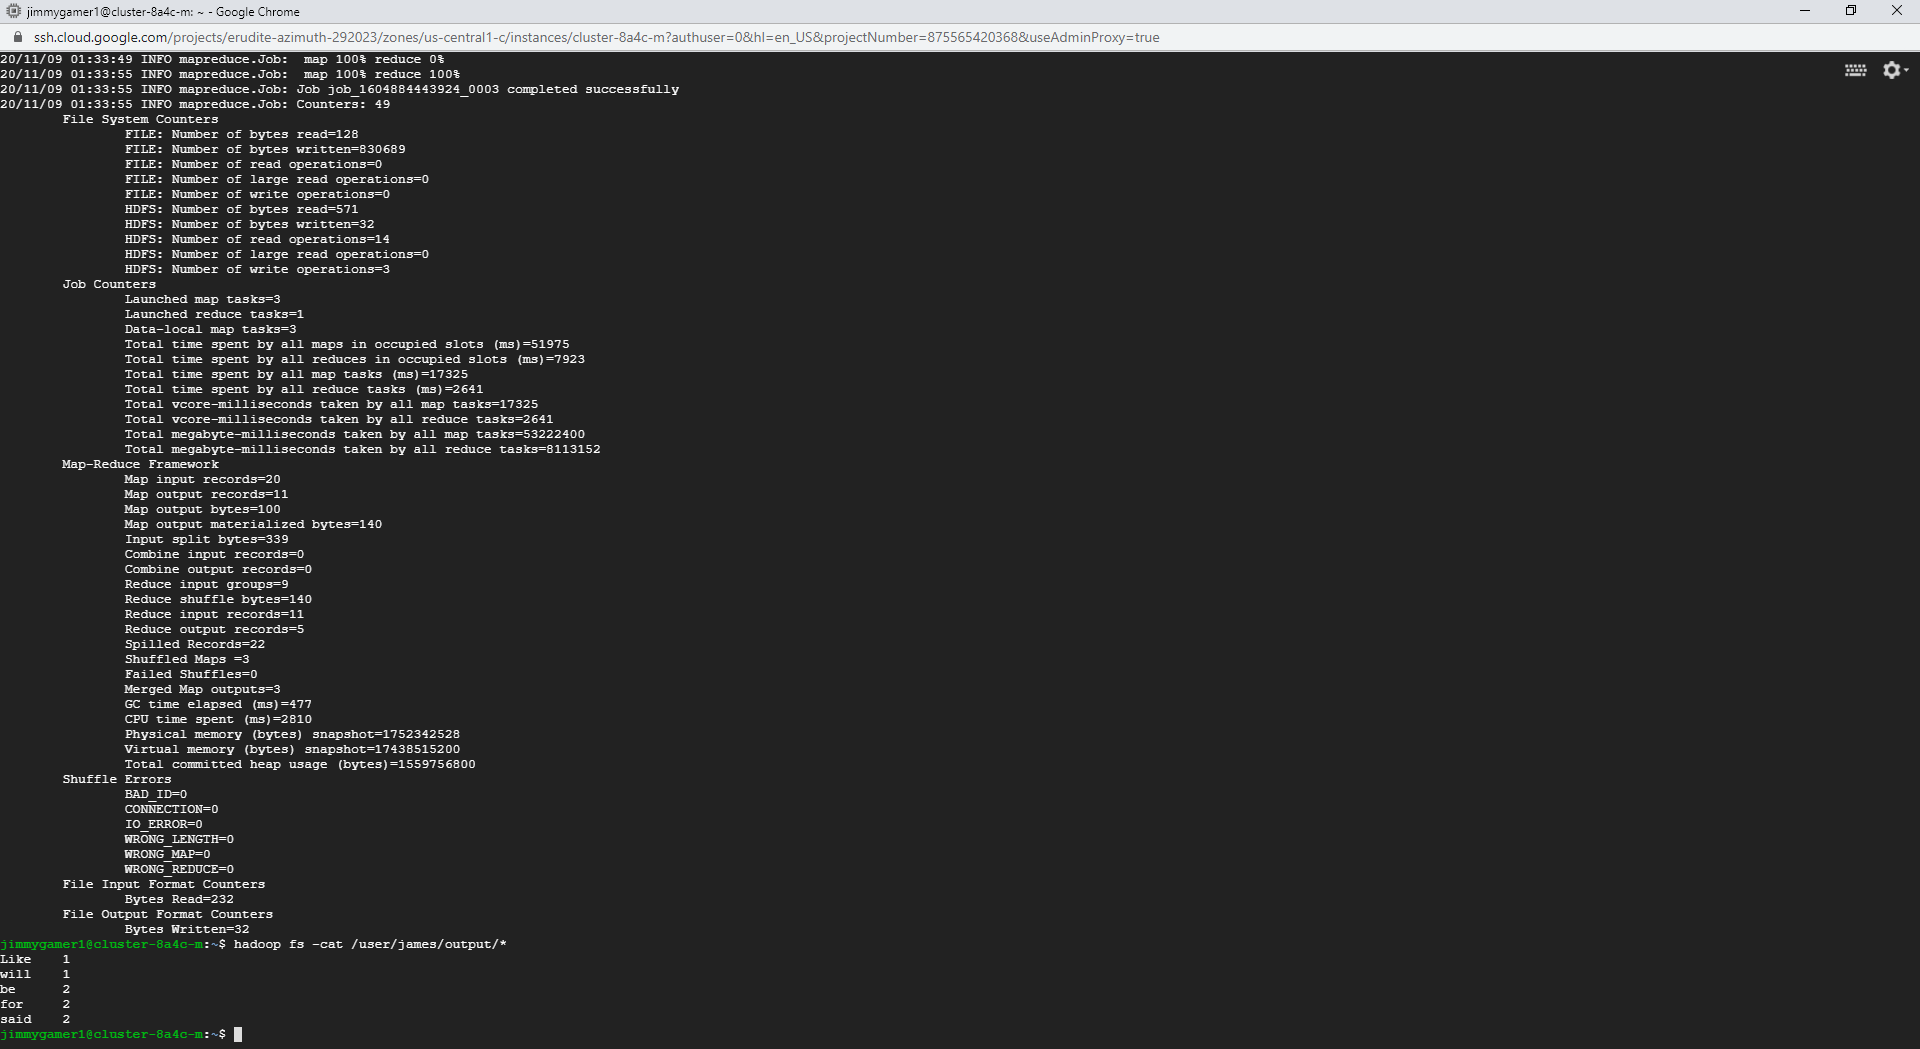 jimmygamer1@cluster-8a4c-m: ~ - Google Chrome
ssh.cloud.google.com/projects/erudite-azimuth-292023/zones/us-central1-c/instances/cluster-8a4c-m?authuser=0&hl=en_US&projectNumber=875565420368&useAdminProxy=true
20/11/09 01:33:49 INFO mapreduce.Job:  map 100% reduce 0%
20/11/09 01:33:55 INFO mapreduce.Job:  map 100% reduce 100%
20/11/09 01:33:55 INFO mapreduce.Job: Job job_1604884443924_0003 completed successfully
20/11/09 01:33:55 INFO mapreduce.Job: Counters: 49
File System Counters
FILE: Number of bytes read=128
FILE: Number of bytes written=830689
FILE: Number of read operations=0
FILE: Number of large read operations=0
FILE: Number of write operations=0
HDFS: Number of bytes read=571
HDFS: Number of bytes written=32
HDFS: Number of read operations=14
HDFS: Number of large read operations=0
HDFS: Number of write operations=3
Job Counters
Launched map tasks=3
Launched reduce tasks=1
Data-local map tasks=3
Total time spent by all maps in occupied slots (ms)=51975
Total time spent by all reduces in occupied slots (ms)=7923
Total time spent by all map tasks (ms)=17325
Total time spent by all reduce tasks (ms)=2641
Total vcore-milliseconds taken by all map tasks=17325
Total vcore-milliseconds taken by all reduce tasks=2641
Total megabyte-milliseconds taken by all map tasks=53222400
Total megabyte-milliseconds taken by all reduce tasks=8113152
Map-Reduce Framework
Map input records=20
Map output records=11
Map output bytes=100
Map output materialized bytes=140
Input split bytes=339
Combine input records=0
Combine output records=0
Reduce input groups=9
Reduce shuffle bytes=140
Reduce input records=11
Reduce output records=5
Spilled Records=22
Shuffled Maps =3
Failed Shuffles=0
Merged Map outputs=3
GC time elapsed (ms)=477
CPU time spent (ms)=2810
Physical memory (bytes) snapshot=1752342528
Virtual memory (bytes) snapshot=17438515200
Total committed heap usage (bytes)=1559756800
Shuffle Errors
BAD_ID=0
CONNECTION=0
IO_ERROR=0
WRONG_LENGTH=0
WRONG_MAP=0
WRONG_REDUCE=0
File Input Format Counters
Bytes Read=232
File Output Format Counters
Bytes Written=32
jimmygamer1@cluster-8a4c-m:~$ hadoop fs -cat /user/james/output/*
Like 1
will 1
be 2
for 2
said 2
jimmygamer1@cluster-8a4c-m:~$